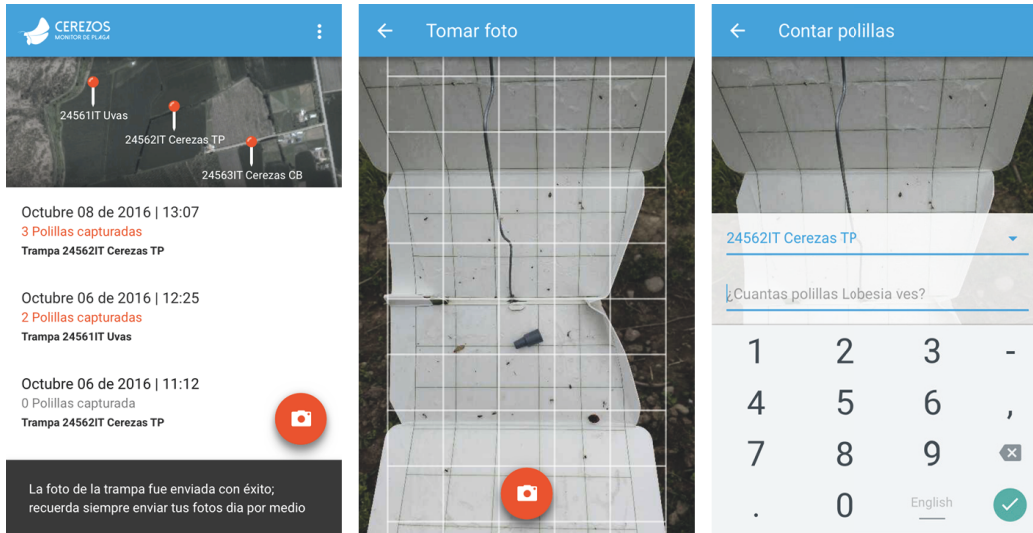 CEREZOS
MONITOR DE PLAGA
24561IT Uvas
24562IT Cerezas TP
24563IT Cerezas CB
Octubre 08 de 2016 | 13:07
3 Polillas capturadas
Trampa 24562IT Cerezas TP
Octubre 06 de 2016 | 12:25
2 Polillas capturadas
Trampa 24561IT Uvas
Octubre 06 de 2016 | 11:12
0 Polillas capturada
Trampa 24562IT Cerezas TP
La foto de la trampa fue enviada con éxito;
recuerda siempre enviar tus fotos dia por medio
Tomar foto
Contar polillas
24562IT Cerezas TP
¿Cuantas polillas Lobesia ves?
1 2 3 -
4 5 6 ,
7 8 9
. 0 English